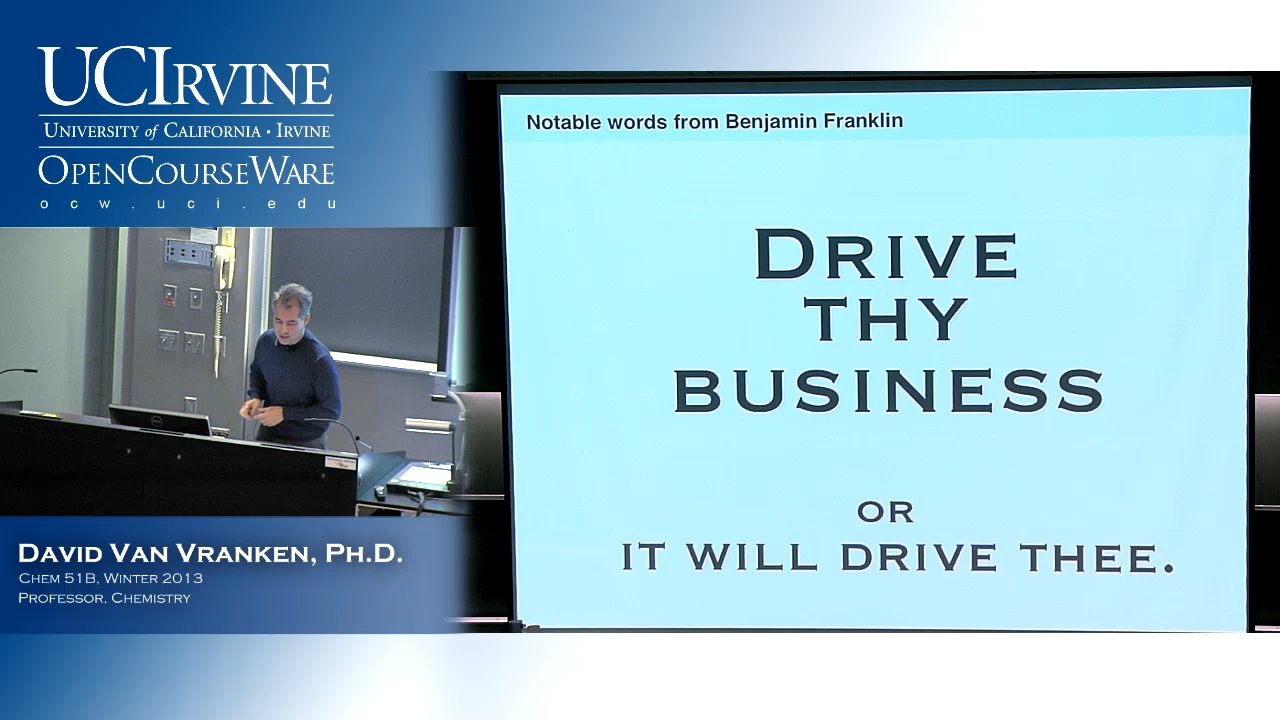 UCIRVINE
UNIVERSITY of CALIFORNIA · IRVINE
OPENCOURSEWARE
ocw.uci.edu
Notable words from Benjamin Franklin
DRIVE
THY
BUSINESS
OR
IT WILL DRIVE THEE.
DAVID VAN VRANKEN, PH.D.
CHEM 51B, WINTER 2013
PROFESSOR, CHEMISTRY